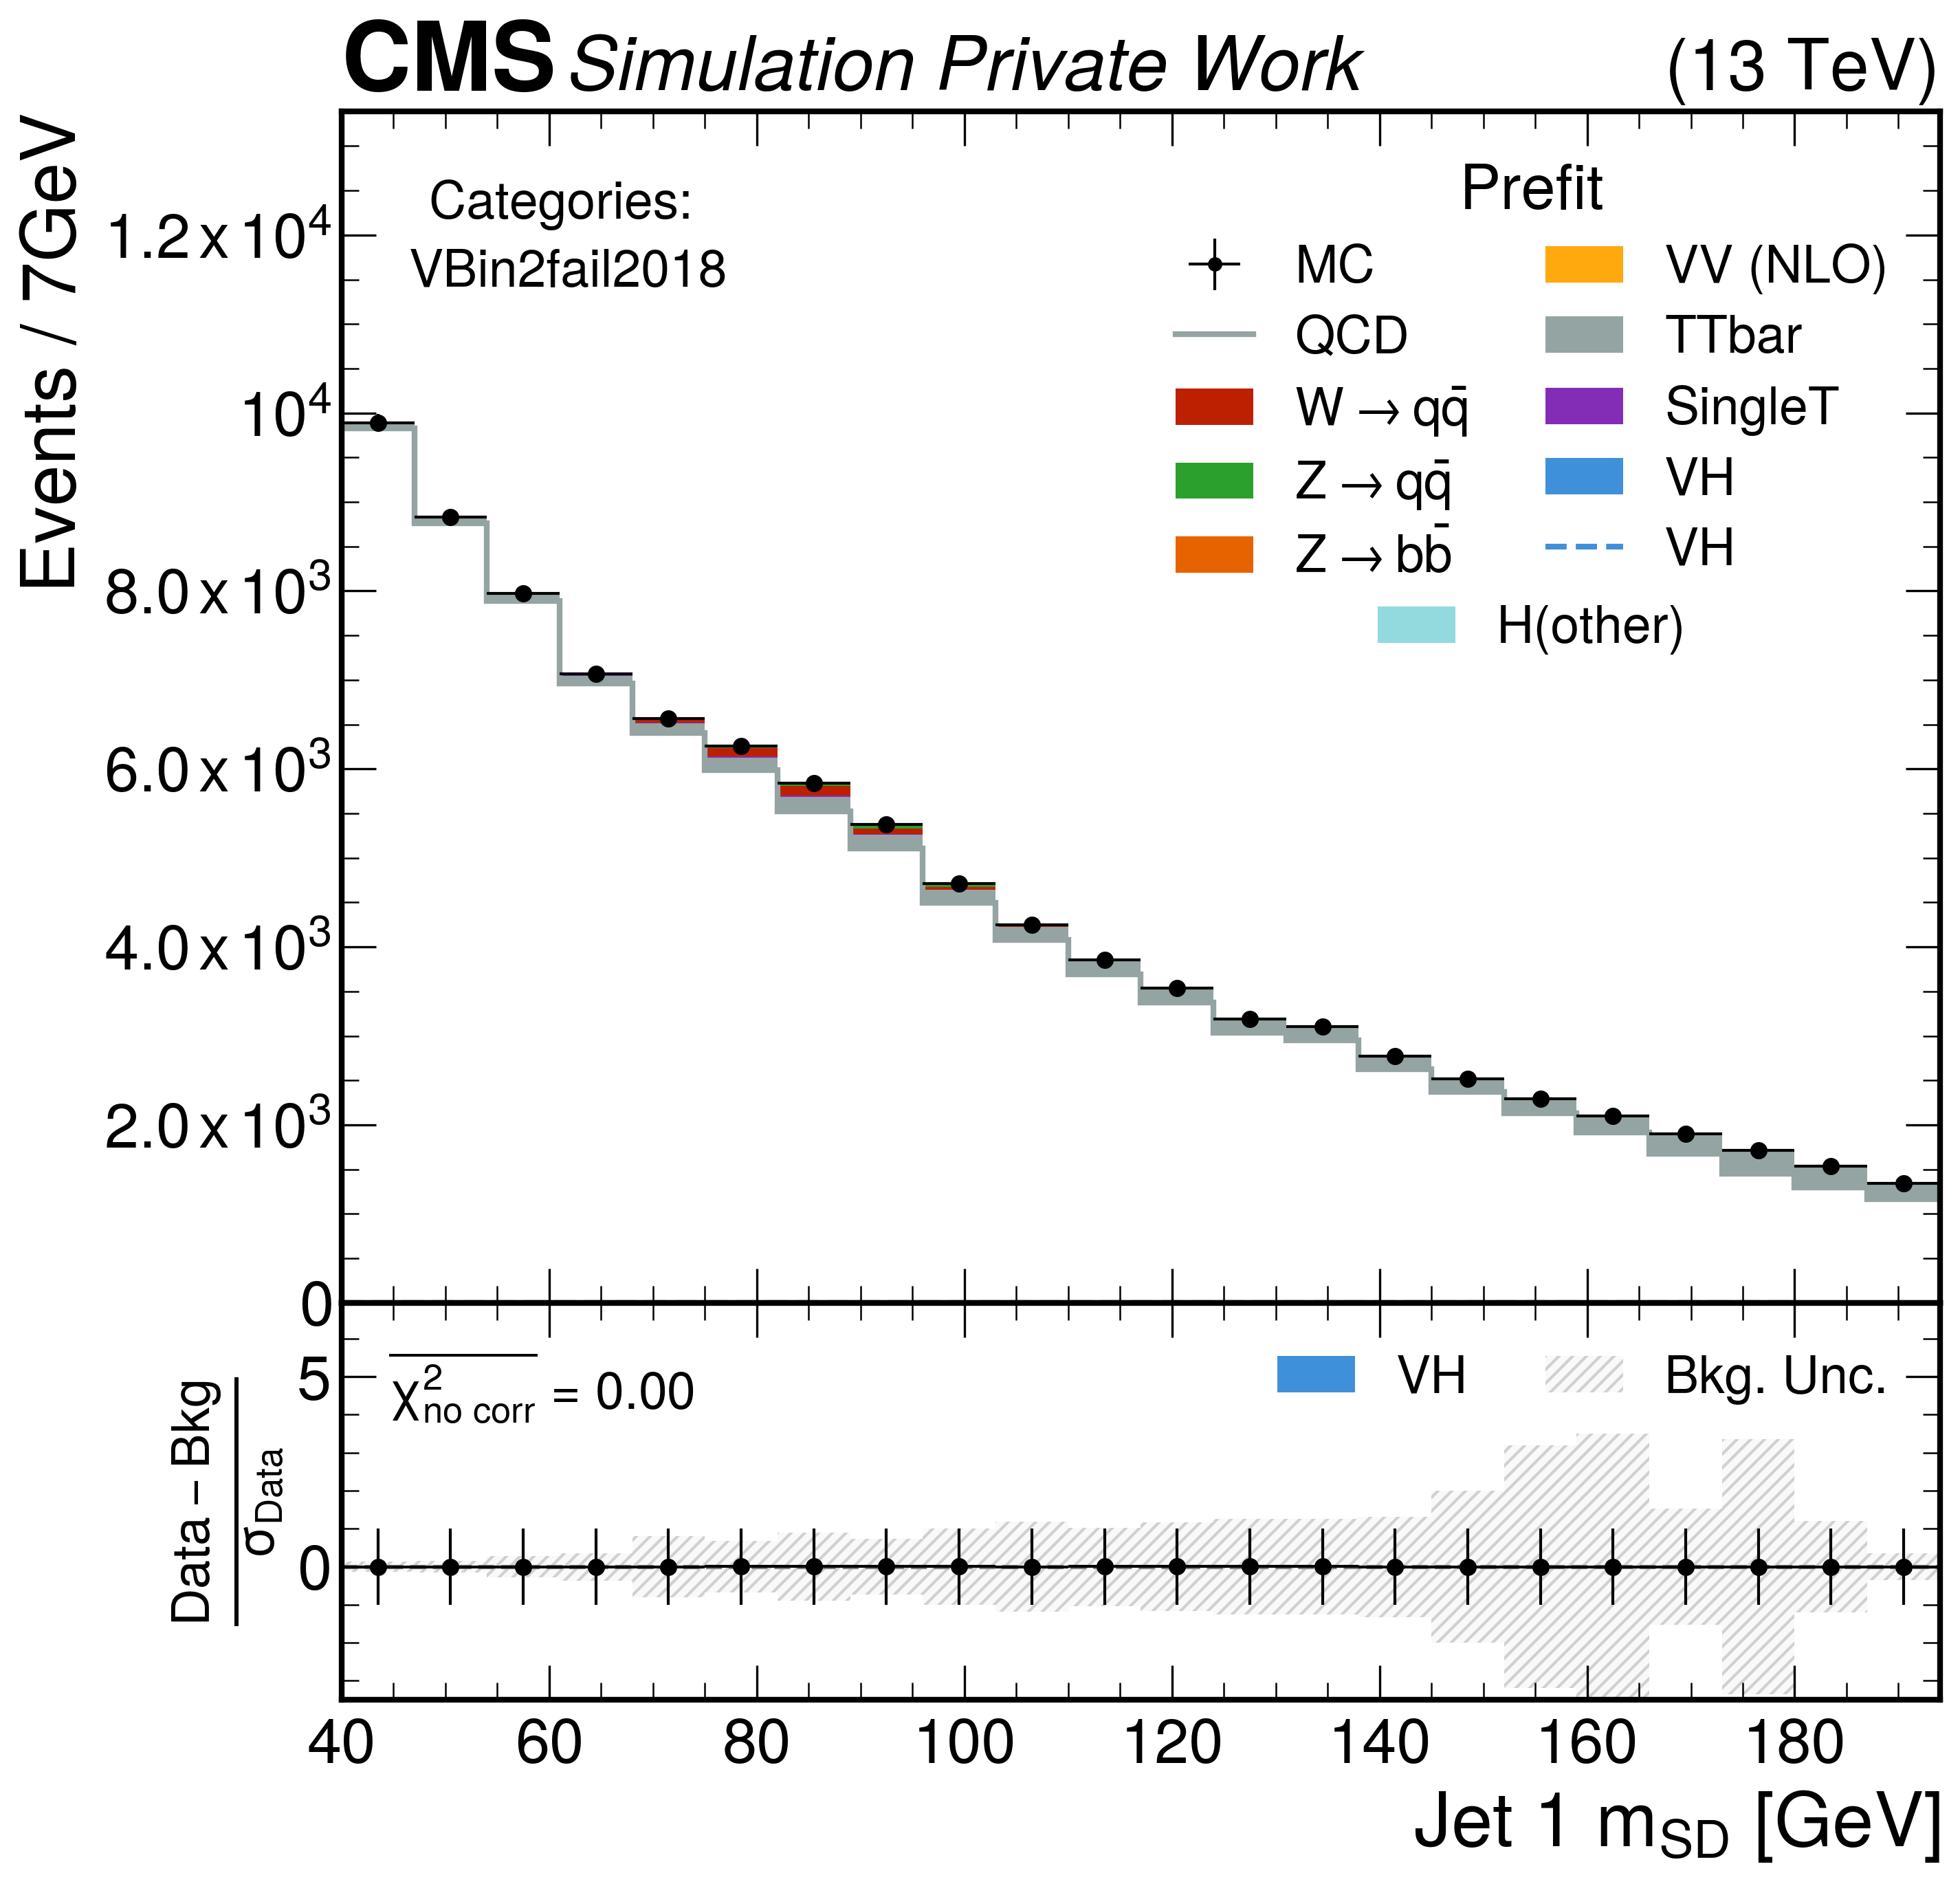 CMS Simulation Private Work (13 TeV)
Events / 7GeV
1.2 x 10⁴
10⁴
8.0 x 10³
6.0 x 10³
4.0 x 10³
2.0 x 10³
0
Categories:
VBin2fail2018
Prefit
MC
QCD
W → qq̄
Z → qq̄
Z → bb̄
VV (NLO)
TTbar
SingleT
VH
VH
H(other)
Data − Bkg
σ_Data
5
0
χ²_no corr = 0.00
VH
Bkg. Unc.
40 60 80 100 120 140 160 180
Jet 1 m_SD [GeV]